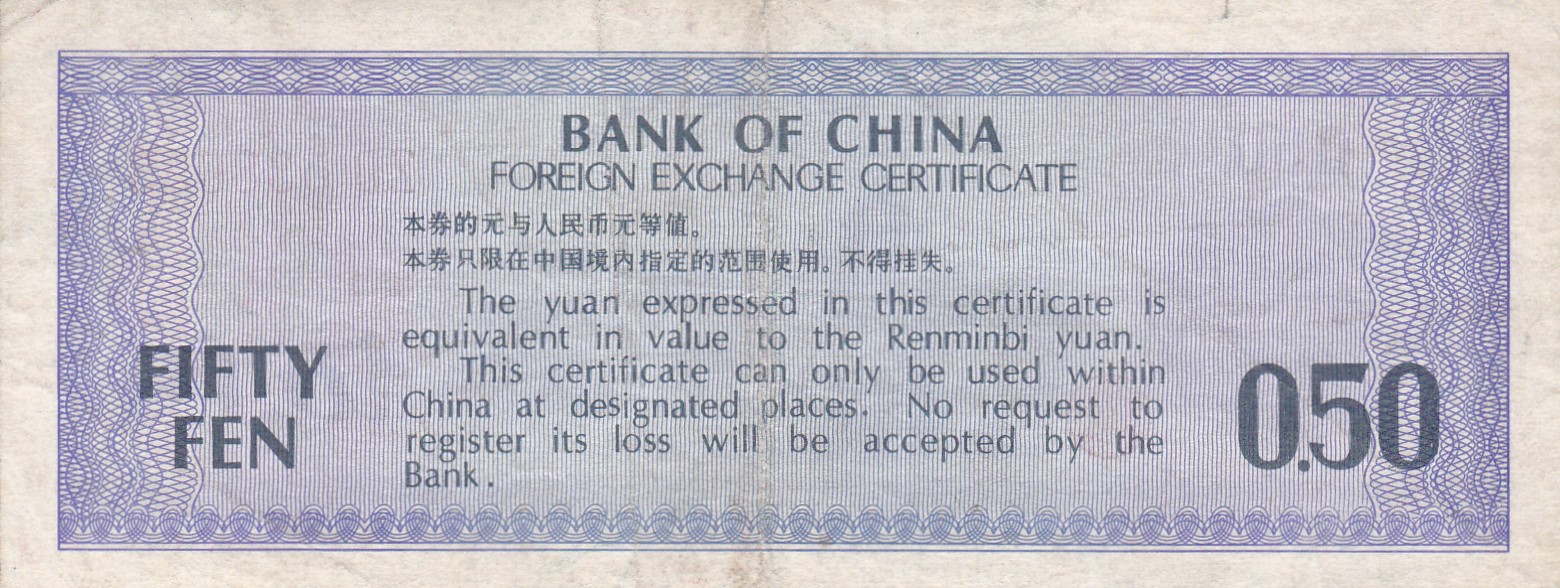 BANK OF CHINA
FOREIGN EXCHANGE CERTIFICATE
本券的元与人民币元等值。
本券只限在中国境内指定的范围使用。不得挂失。
The yuan expressed in this certificate is
equivalent in value to the Renminbi yuan.
This certificate can only be used within
China at designated places. No request to
register its loss will be accepted by the
Bank.
FIFTY
FEN
0.50